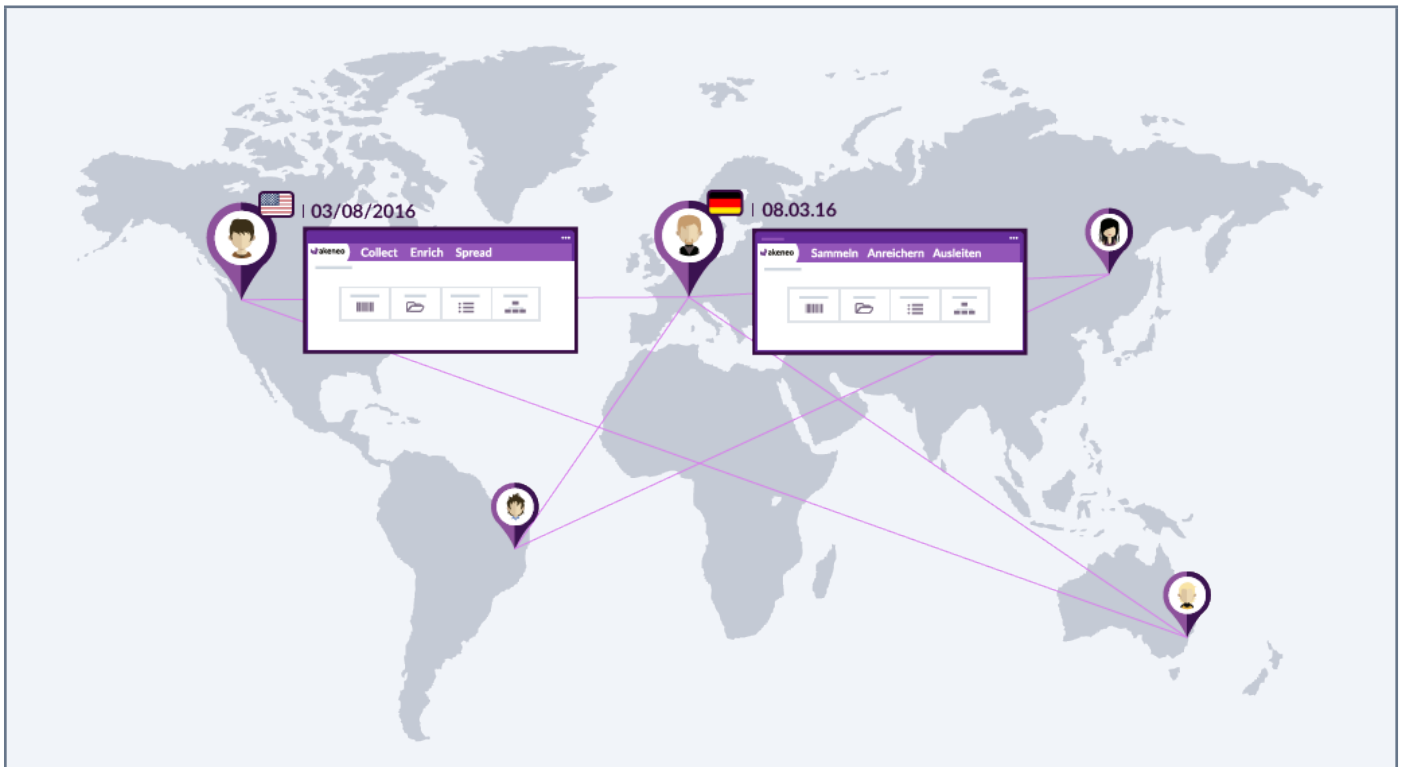 03/08/2016
akeneo Collect Enrich Spread
08.03.16
akeneo Sammeln Anreichern Ausleiten